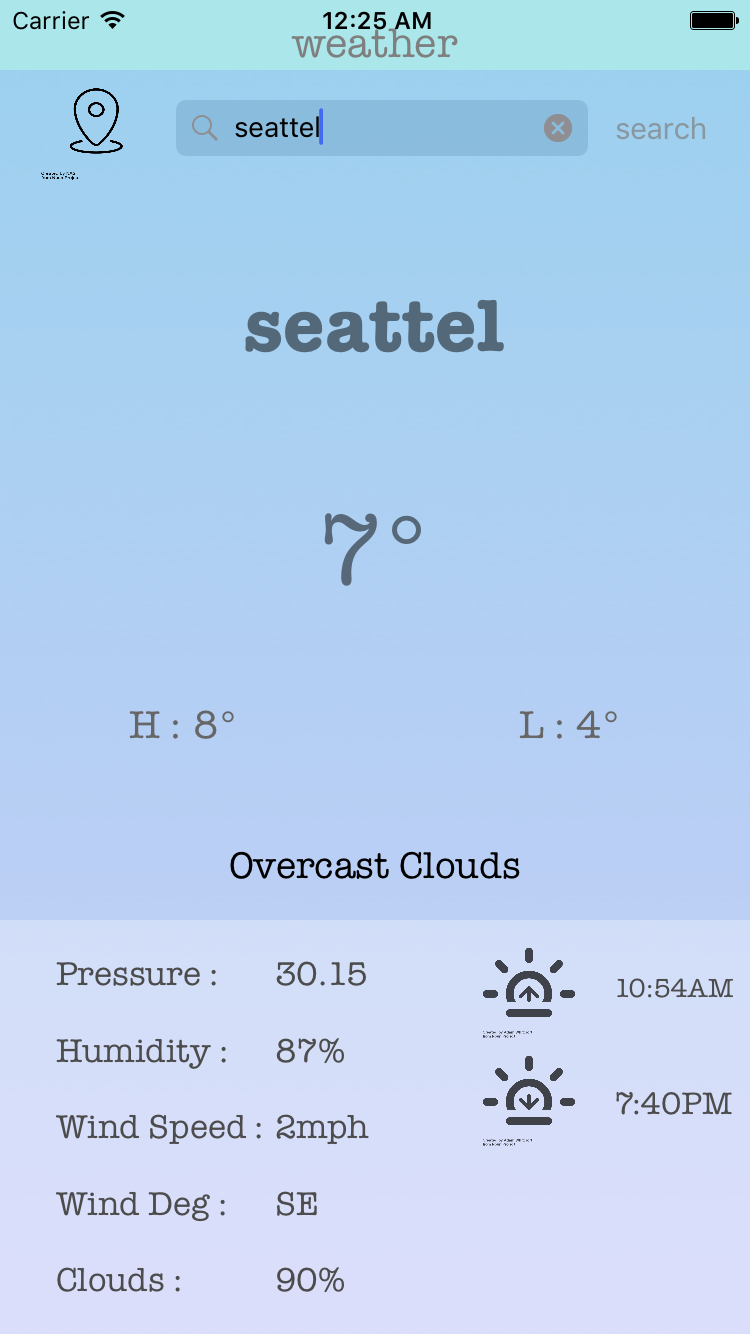 Carrier 12:25 AM
weather
seattel search
seattel
7°
H : 8° L : 4°
Overcast Clouds
Pressure : 30.15
10:54AM
Humidity : 87%
7:40PM
Wind Speed : 2mph
Wind Deg : SE
Clouds : 90%